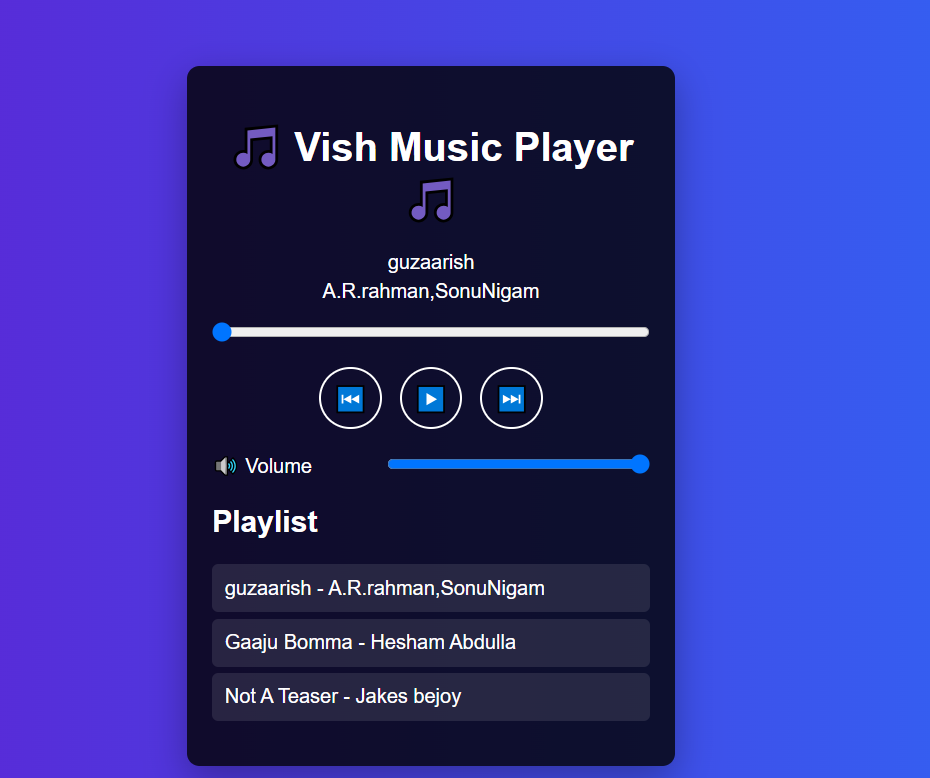 🎵 Vish Music Player
🎵
guzaarish
A.R.rahman,SonuNigam
🔊 Volume
Playlist
guzaarish - A.R.rahman,SonuNigam
Gaaju Bomma - Hesham Abdulla
Not A Teaser - Jakes bejoy